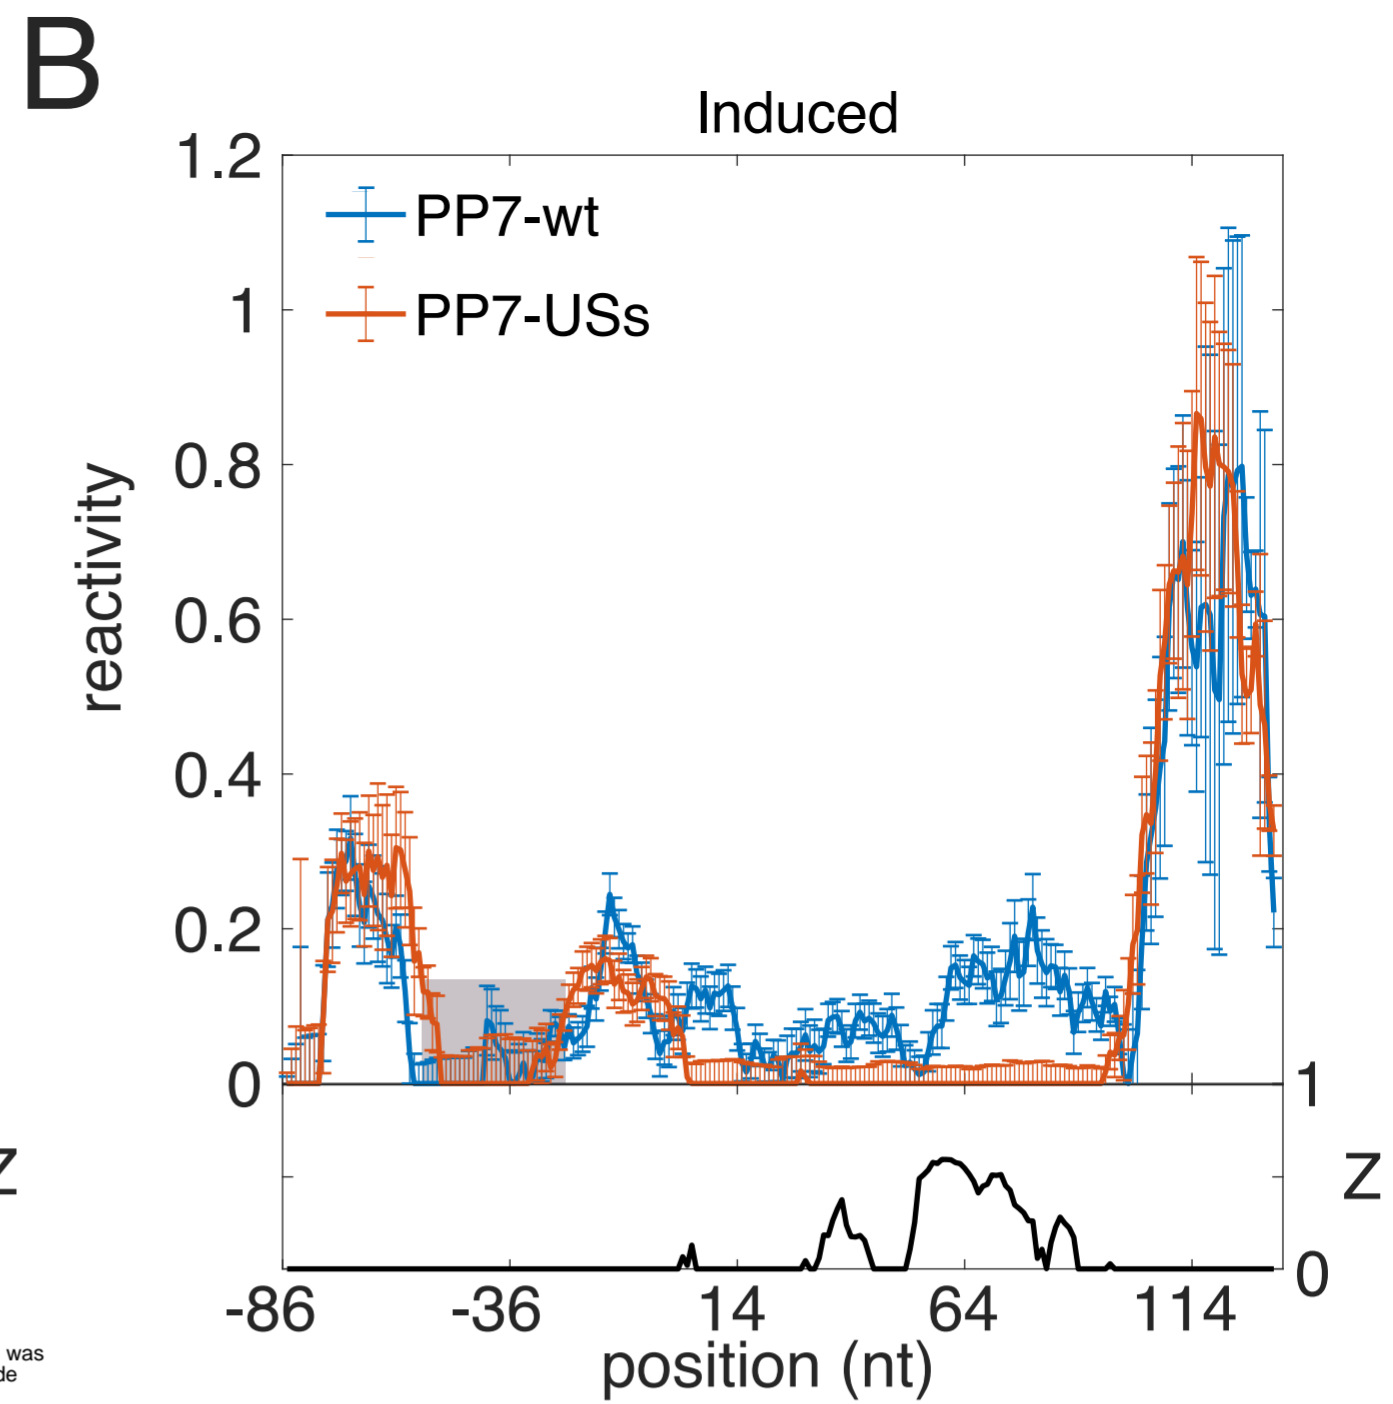 B
Induced
1.2
PP7-wt
1
PP7-USs
0.8
reactivity
0.6
0.4
0.2
0
1
Z
Z
0
-86 -36 14 64 114
position (nt)
was
de